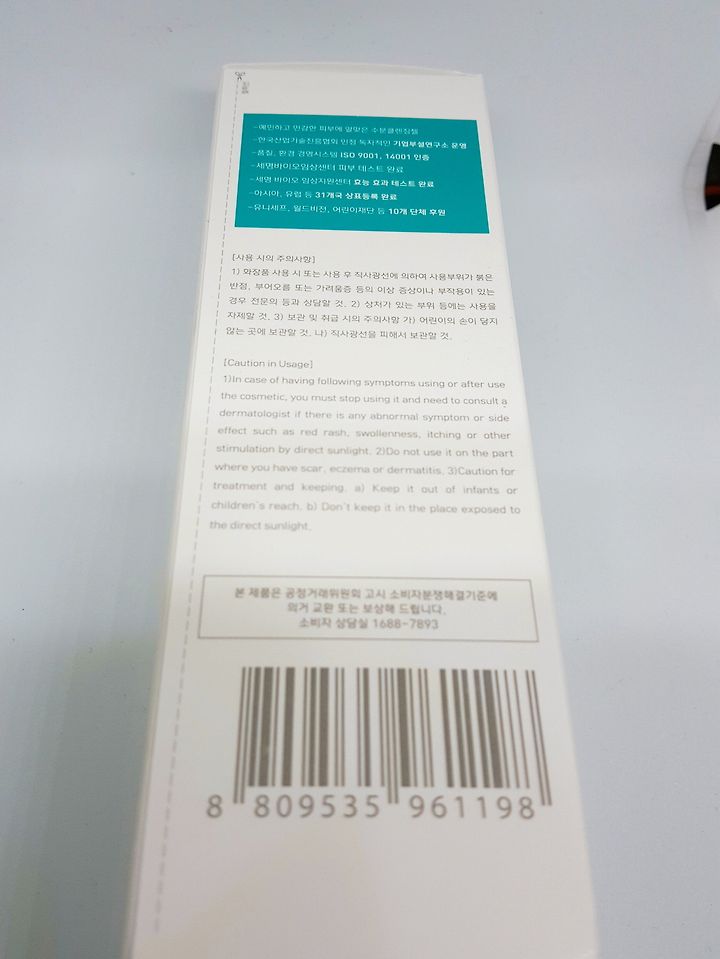 -예민하고 민감한 피부에 알맞은 수분클렌징젤
-한국산업기술진흥협회 인정 독자적인 기업부설연구소 운영
-품질, 환경 경영시스템 ISO 9001, 14001 인증
-세명바이오임상센터 피부 테스트 완료
-세명 바이오 임상지원센터 효능 효과 테스트 완료
-아시아, 유럽 등 31개국 상표등록 완료
-유니세프, 월드비전, 어린이재단 등 10개 단체 후원
[사용 시의 주의사항]
1) 화장품 사용 시 또는 사용 후 직사광선에 의하여 사용부위가 붉은
반점, 부어오름 또는 가려움증 등의 이상 증상이나 부작용이 있는
경우 전문의 등과 상담할 것. 2) 상처가 있는 부위 등에는 사용을
자제할 것. 3) 보관 및 취급 시의 주의사항 가) 어린이의 손이 닿지
않는 곳에 보관할 것. 나) 직사광선을 피해서 보관할 것.
[Caution in Usage]
1)In case of having following symptoms using or after use
the cosmetic, you must stop using it and need to consult a
dermatologist if there is any abnormal symptom or side
effect such as red rash, swollenness, itching or other
stimulation by direct sunlight. 2)Do not use it on the part
where you have scar, eczema or dermatitis. 3)Caution for
treatment and keeping. a) Keep it out of infants or
children`s reach. b) Don`t keep it in the place exposed to
the direct sunlight.
본 제품은 공정거래위원회 고시 소비자분쟁해결기준에
의거 교환 또는 보상해 드립니다.
소비자 상담실 1688-7893
8 809535 961198